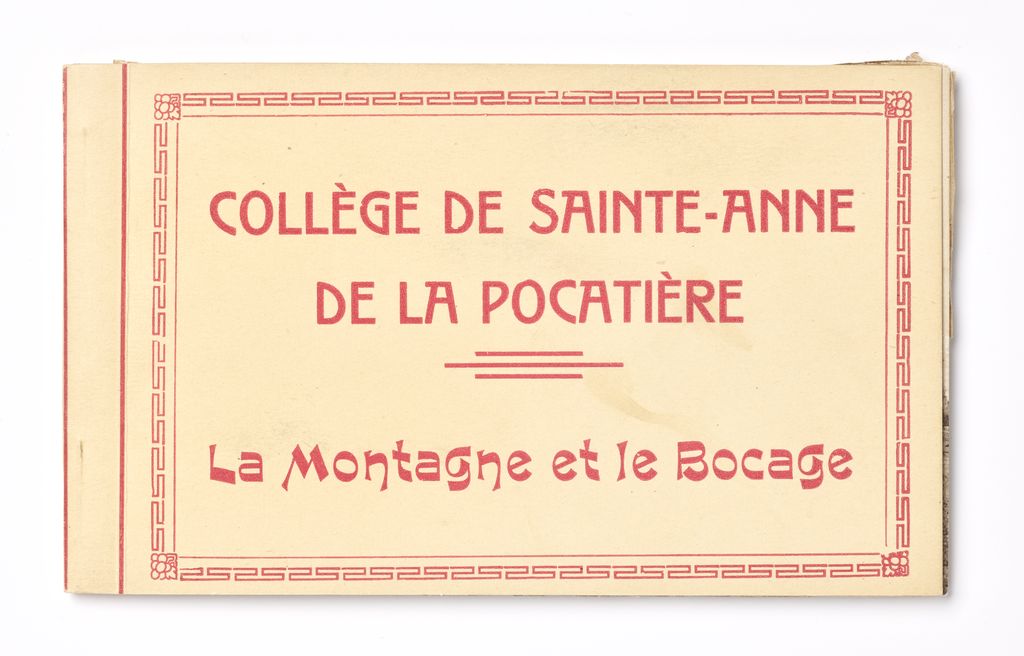 COLLÈGE DE SAINTE-ANNE
DE LA POCATIÈRE
La Montagne et le Bocage